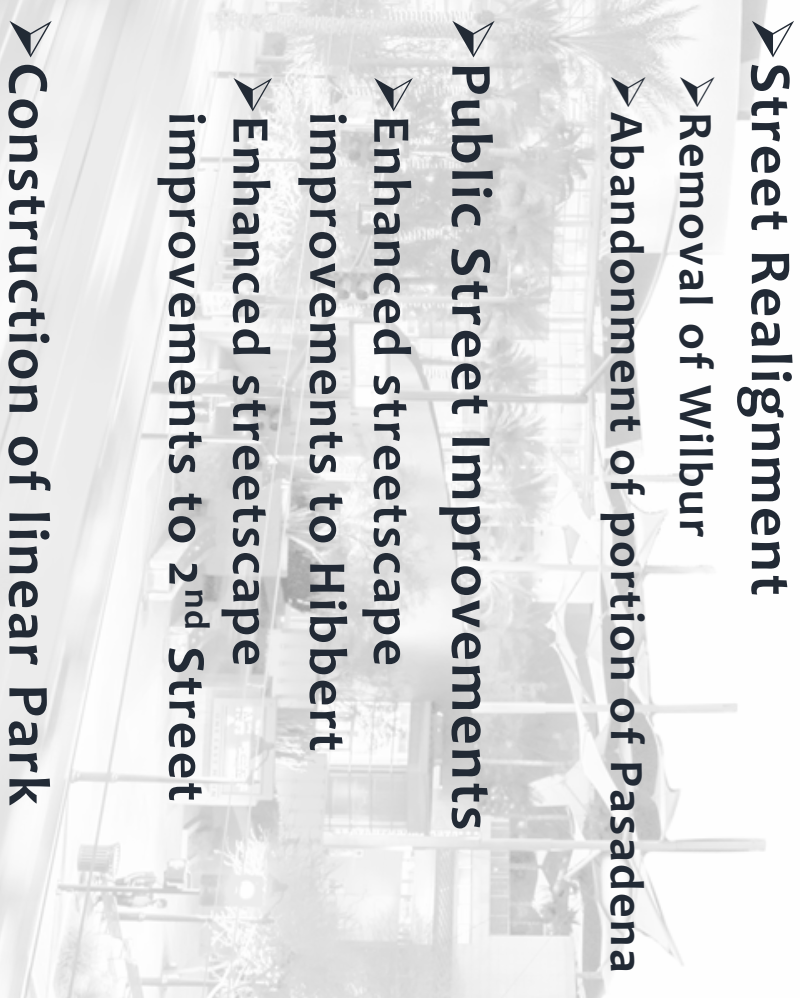 Street Realignment
Removal of Wilbur
Abandonment of portion of Pasadena
Public Street Improvements
Enhanced streetscape
improvements to Hibbert
Enhanced streetscape
improvements to 2nd Street
Construction of linear Park